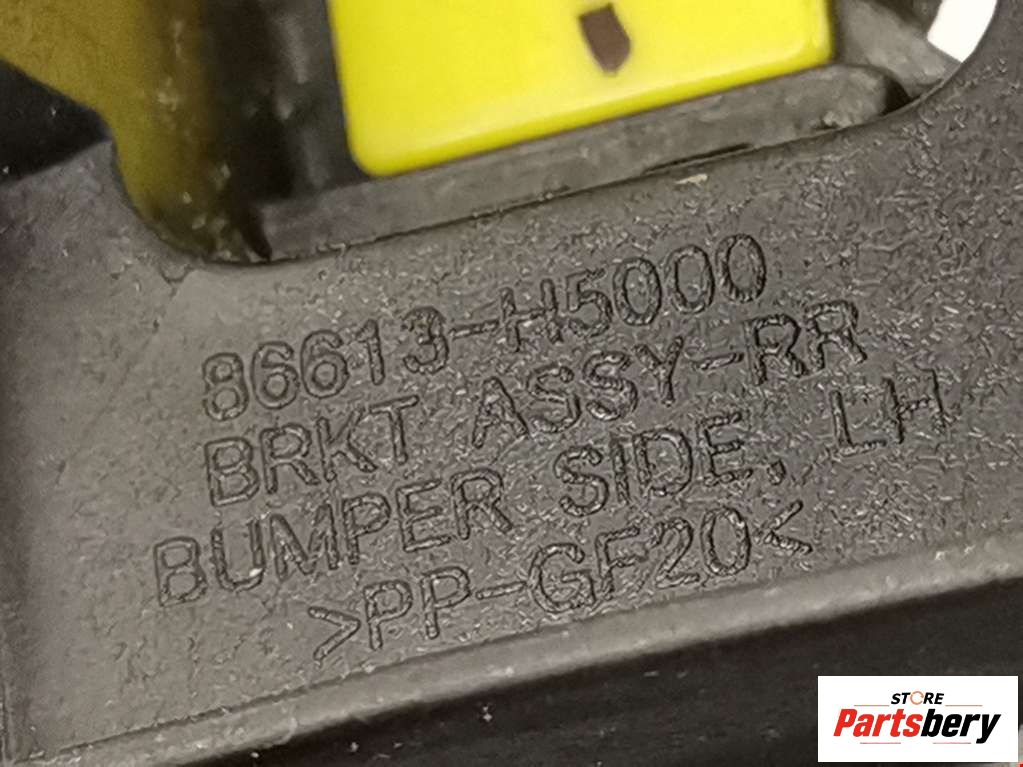 86613-H5000
BRKT ASSY-RR
BUMPER SIDE, LH
>PP-GF20<
STORE
Partsbery